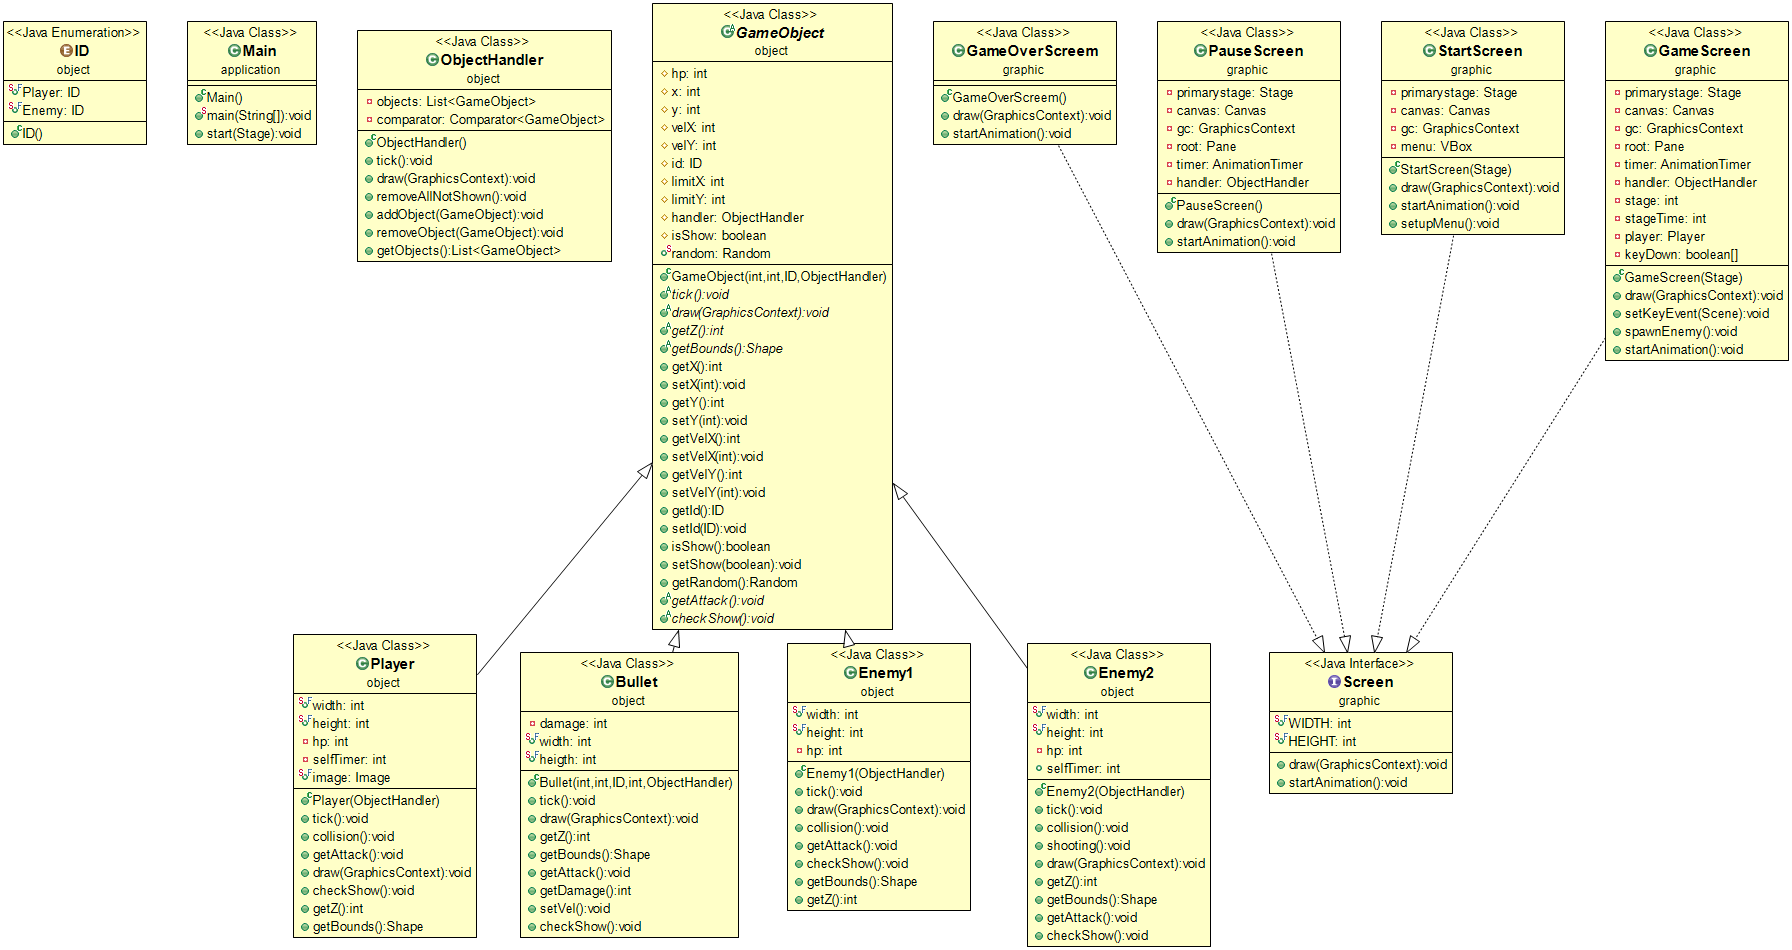 <<Java Enumeration>>
ID
object
Player: ID
Enemy: ID
ID()
<<Java Class>>
Main
application
Main()
main(String[]):void
start(Stage):void
<<Java Class>>
ObjectHandler
object
objects: List<GameObject>
comparator: Comparator<GameObject>
ObjectHandler()
tick():void
draw(GraphicsContext):void
removeAllNotShown():void
addObject(GameObject):void
removeObject(GameObject):void
getObjects():List<GameObject>
<<Java Class>>
GameObject
object
hp: int
x: int
y: int
velX: int
velY: int
id: ID
limitX: int
limitY: int
handler: ObjectHandler
isShow: boolean
random: Random
GameObject(int,int,ID,ObjectHandler)
tick():void
draw(GraphicsContext):void
getZ():int
getBounds():Shape
getX():int
setX(int):void
getY():int
setY(int):void
getVelX():int
setVelX(int):void
getVelY():int
setVelY(int):void
getId():ID
setId(ID):void
isShow():boolean
setShow(boolean):void
getRandom():Random
getAttack():void
checkShow():void
<<Java Class>>
GameOverScreem
graphic
GameOverScreem()
draw(GraphicsContext):void
startAnimation():void
<<Java Class>>
PauseScreen
graphic
primarystage: Stage
canvas: Canvas
gc: GraphicsContext
root: Pane
timer: AnimationTimer
handler: ObjectHandler
PauseScreen()
draw(GraphicsContext):void
startAnimation():void
<<Java Class>>
StartScreen
graphic
primarystage: Stage
canvas: Canvas
gc: GraphicsContext
menu: VBox
StartScreen(Stage)
draw(GraphicsContext):void
startAnimation():void
setupMenu():void
<<Java Class>>
GameScreen
graphic
primarystage: Stage
canvas: Canvas
gc: GraphicsContext
root: Pane
timer: AnimationTimer
handler: ObjectHandler
stage: int
stageTime: int
player: Player
keyDown: boolean[]
GameScreen(Stage)
draw(GraphicsContext):void
setKeyEvent(Scene):void
spawnEnemy():void
startAnimation():void
<<Java Class>>
Player
object
width: int
height: int
hp: int
selfTimer: int
image: Image
Player(ObjectHandler)
tick():void
collision():void
getAttack():void
draw(GraphicsContext):void
checkShow():void
getZ():int
getBounds():Shape
<<Java Class>>
Bullet
object
damage: int
width: int
heigth: int
Bullet(int,int,ID,int,ObjectHandler)
tick():void
draw(GraphicsContext):void
getZ():int
getBounds():Shape
getAttack():void
getDamage():int
setVel():void
checkShow():void
<<Java Class>>
Enemy1
object
width: int
height: int
hp: int
Enemy1(ObjectHandler)
tick():void
draw(GraphicsContext):void
collision():void
getAttack():void
checkShow():void
getBounds():Shape
getZ():int
<<Java Class>>
Enemy2
object
width: int
height: int
hp: int
selfTimer: int
Enemy2(ObjectHandler)
tick():void
collision():void
shooting():void
draw(GraphicsContext):void
getZ():int
getBounds():Shape
getAttack():void
checkShow():void
<<Java Interface>>
Screen
graphic
WIDTH: int
HEIGHT: int
draw(GraphicsContext):void
startAnimation():void